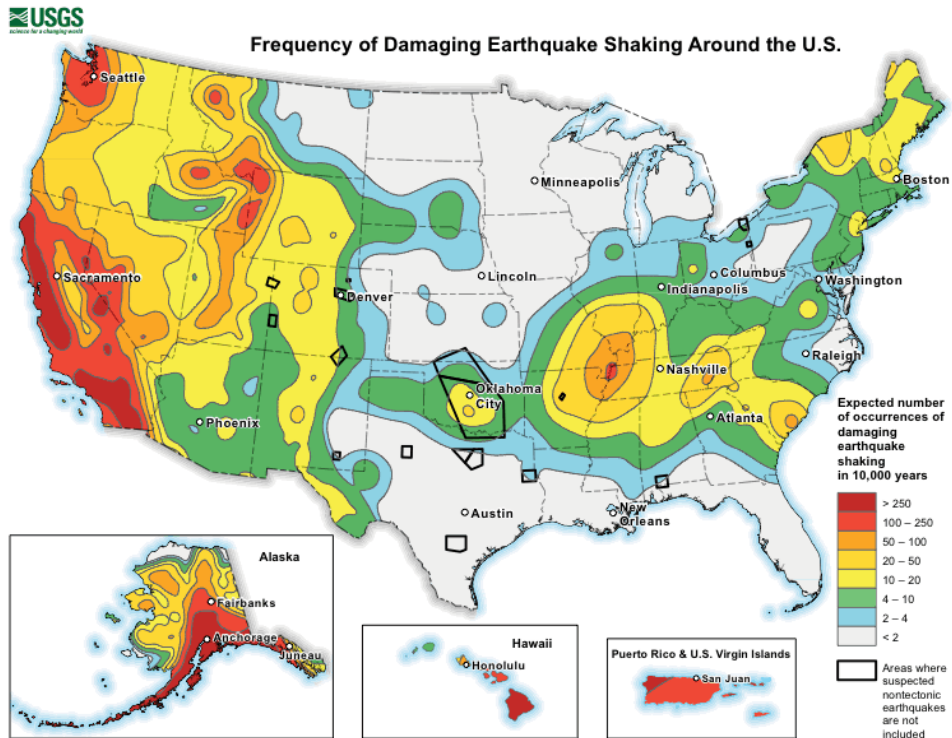 USGS
science for a changing world
Frequency of Damaging Earthquake Shaking Around the U.S.
Seattle
Minneapolis
Boston
Sacramento
Lincoln
Columbus
Denver
Indianapolis
Washington
Raleigh
Nashville
Oklahoma
City
Phoenix
Atlanta
Austin
New
Orleans
Expected number
of occurrences of
damaging
earthquake
shaking
in 10,000 years
> 250
100 – 250
50 – 100
20 – 50
10 – 20
4 – 10
2 – 4
< 2
Areas where
suspected
nontectonic
earthquakes
are not
included
Alaska
Fairbanks
Anchorage
Juneau
Hawaii
Honolulu
Puerto Rico & U.S. Virgin Islands
San Juan